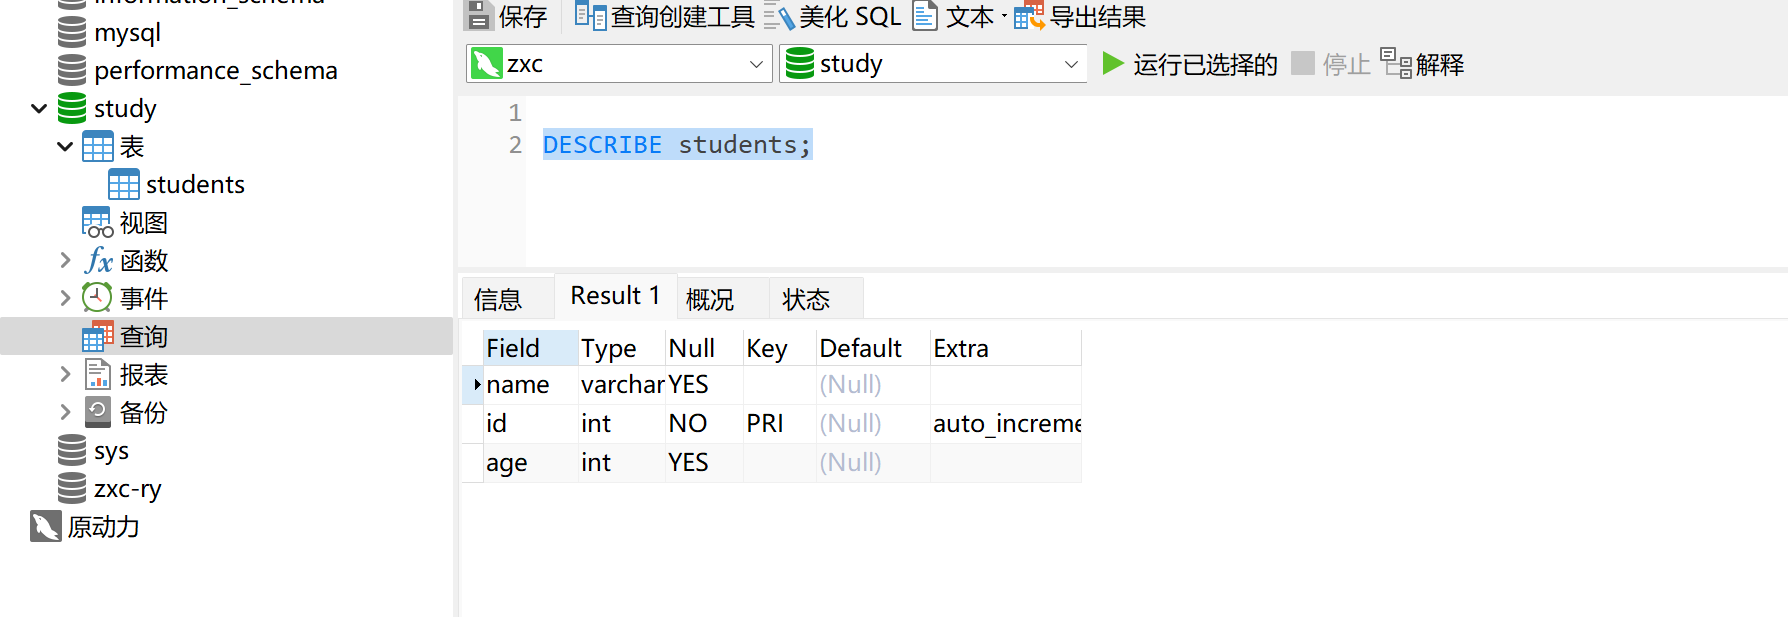 information_schema
mysql
performance_schema
study
表
students
视图
函数
事件
查询
报表
备份
sys
zxc-ry
原动力
保存 查询创建工具 美化 SQL 文本 导出结果
zxc study 运行已选择的 停止 解释
1
2 DESCRIBE students;
信息 Result 1 概况 状态
Field Type Null Key Default Extra
name varchar YES (Null)
id int NO PRI (Null) auto_increme
age int YES (Null)